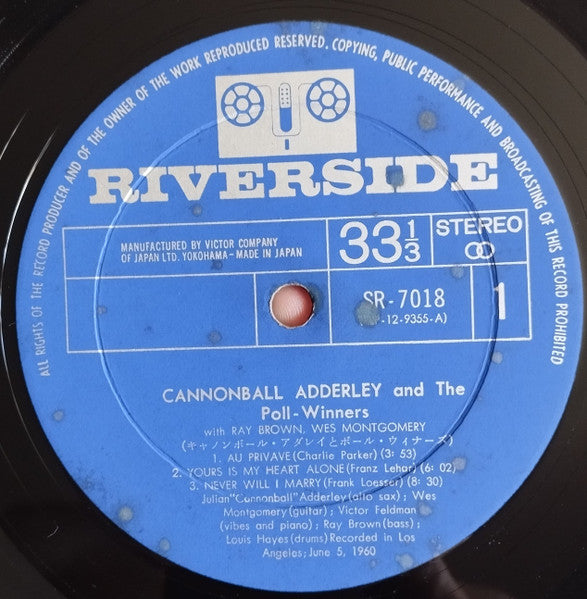 ALL RIGHTS OF THE RECORD PRODUCER AND OF THE OWNER OF THE WORK REPRODUCED RESERVED. COPYING, PUBLIC PERFORMANCE AND BROADCASTING OF THIS RECORD PROHIBITED
RIVERSIDE
MANUFACTURED BY VICTOR COMPANY
OF JAPAN LTD. YOKOHAMA-MADE IN JAPAN
33 1/3
STEREO
SR-7018
-12-9355-A)
1
CANNONBALL ADDERLEY and The
Poll-Winners
with RAY BROWN, WES MONTGOMERY
(キャノンボール・アダレイとポール・ウィナーズ)
1. AU PRIVAVE (Charlie Parker) (3: 53)
2. YOURS IS MY HEART ALONE (Franz Lehar) (6: 02)
3. NEVER WILL I MARRY (Frank Loesser) (8: 30)
Julian "Cannonball" Adderley (alto sax) ; Wes
Montgomery (guitar) ; Victor Feldman
(vibes and piano) ; Ray Brown (bass) ;
Louis Hayes (drums) Recorded in Los
Angeles; June 5, 1960